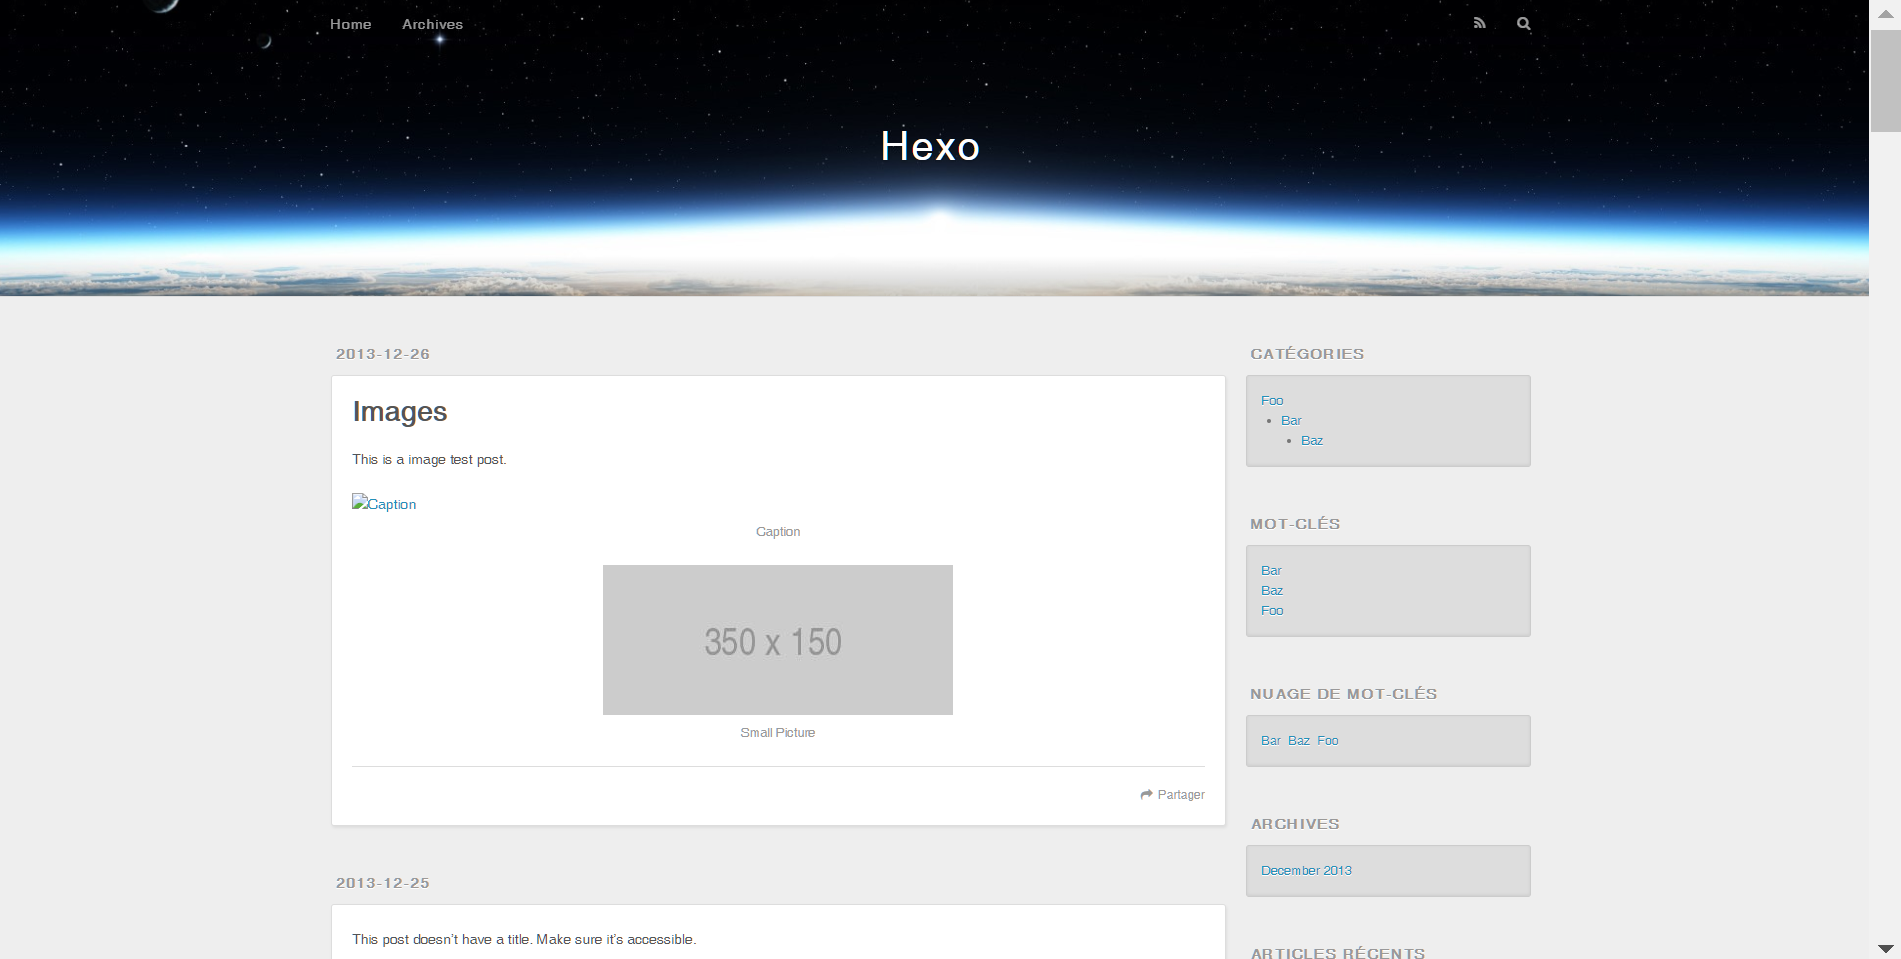 Home Archives
Hexo
2013-12-26
Images
This is a image test post.
Caption
Caption
350 x 150
Small Picture
Partager
2013-12-25
This post doesn't have a title. Make sure it's accessible.
CATÉGORIES
Foo
Bar
Baz
MOT-CLÉS
Bar
Baz
Foo
NUAGE DE MOT-CLÉS
Bar Baz Foo
ARCHIVES
December 2013
ARTICLES RÉCENTS